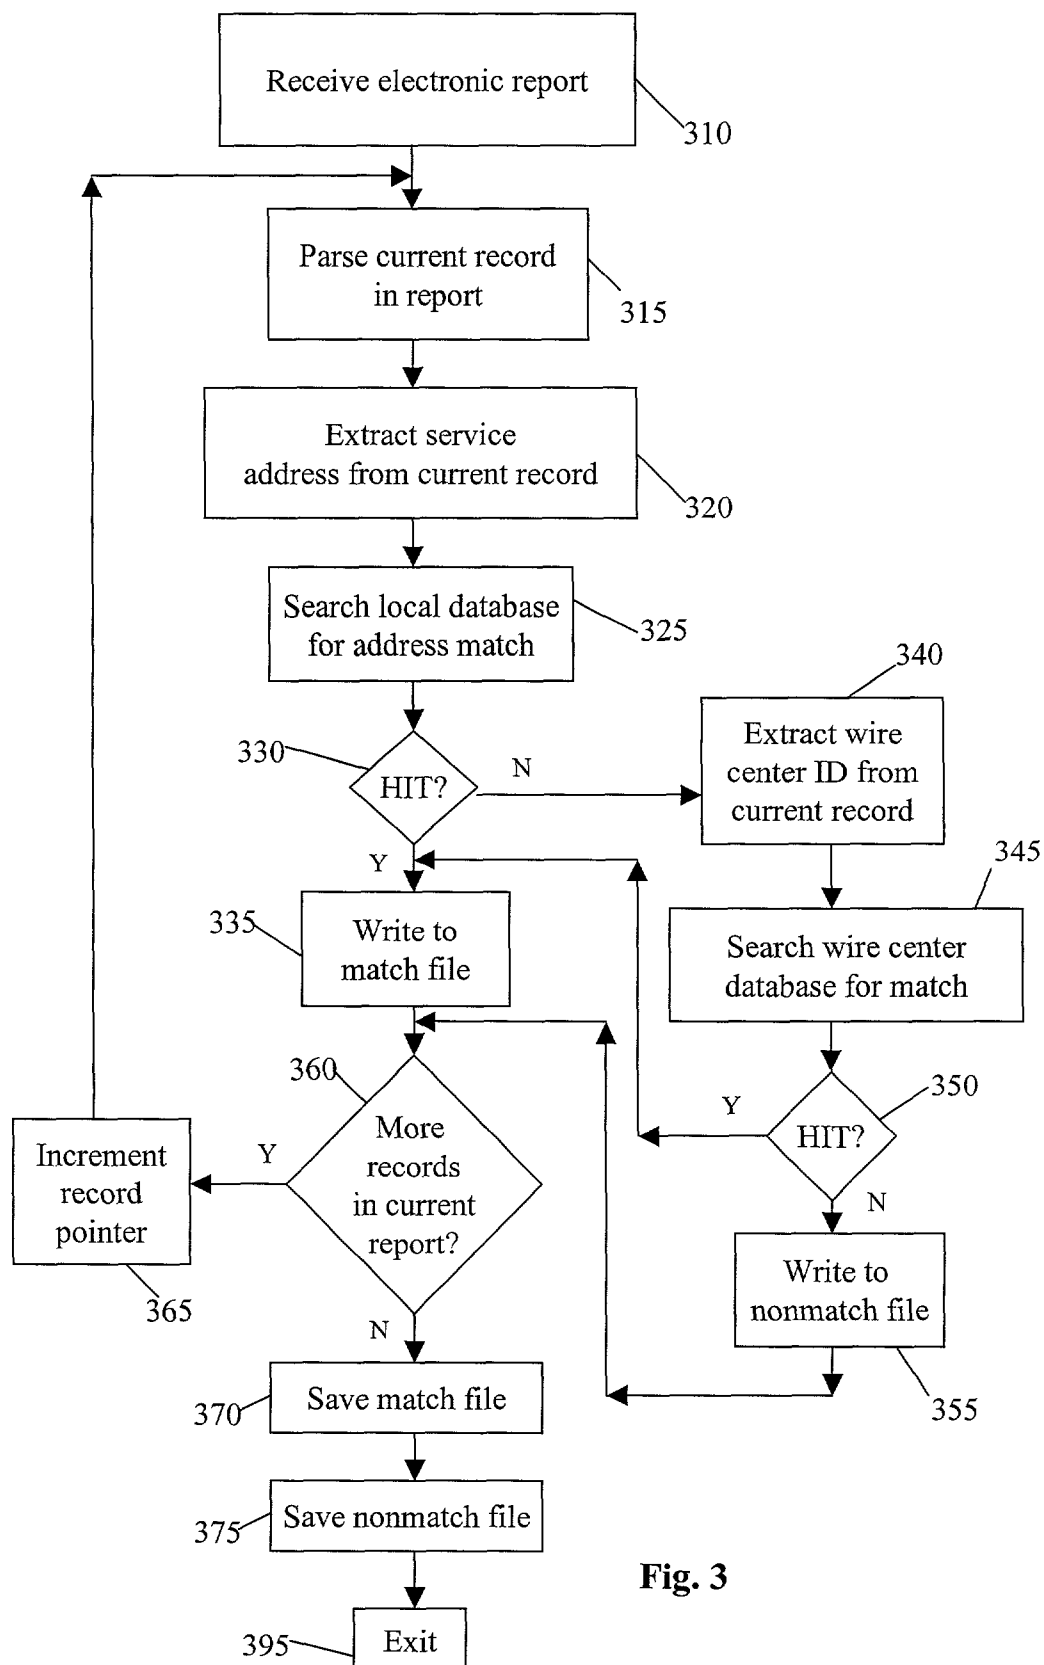 Receive electronic report
310
Parse current record
in report
315
Extract service
address from current record
320
Search local database
for address match
325
340
330
HIT?
N
Extract wire
center ID from
current record
Y
345
335
Write to
match file
Search wire center
database for match
360
350
Y
HIT?
More
records
in current
report?
Y
Increment
record
pointer
N
365
Write to
nonmatch file
N
370
Save match file
355
375
Save nonmatch file
Fig. 3
395
Exit